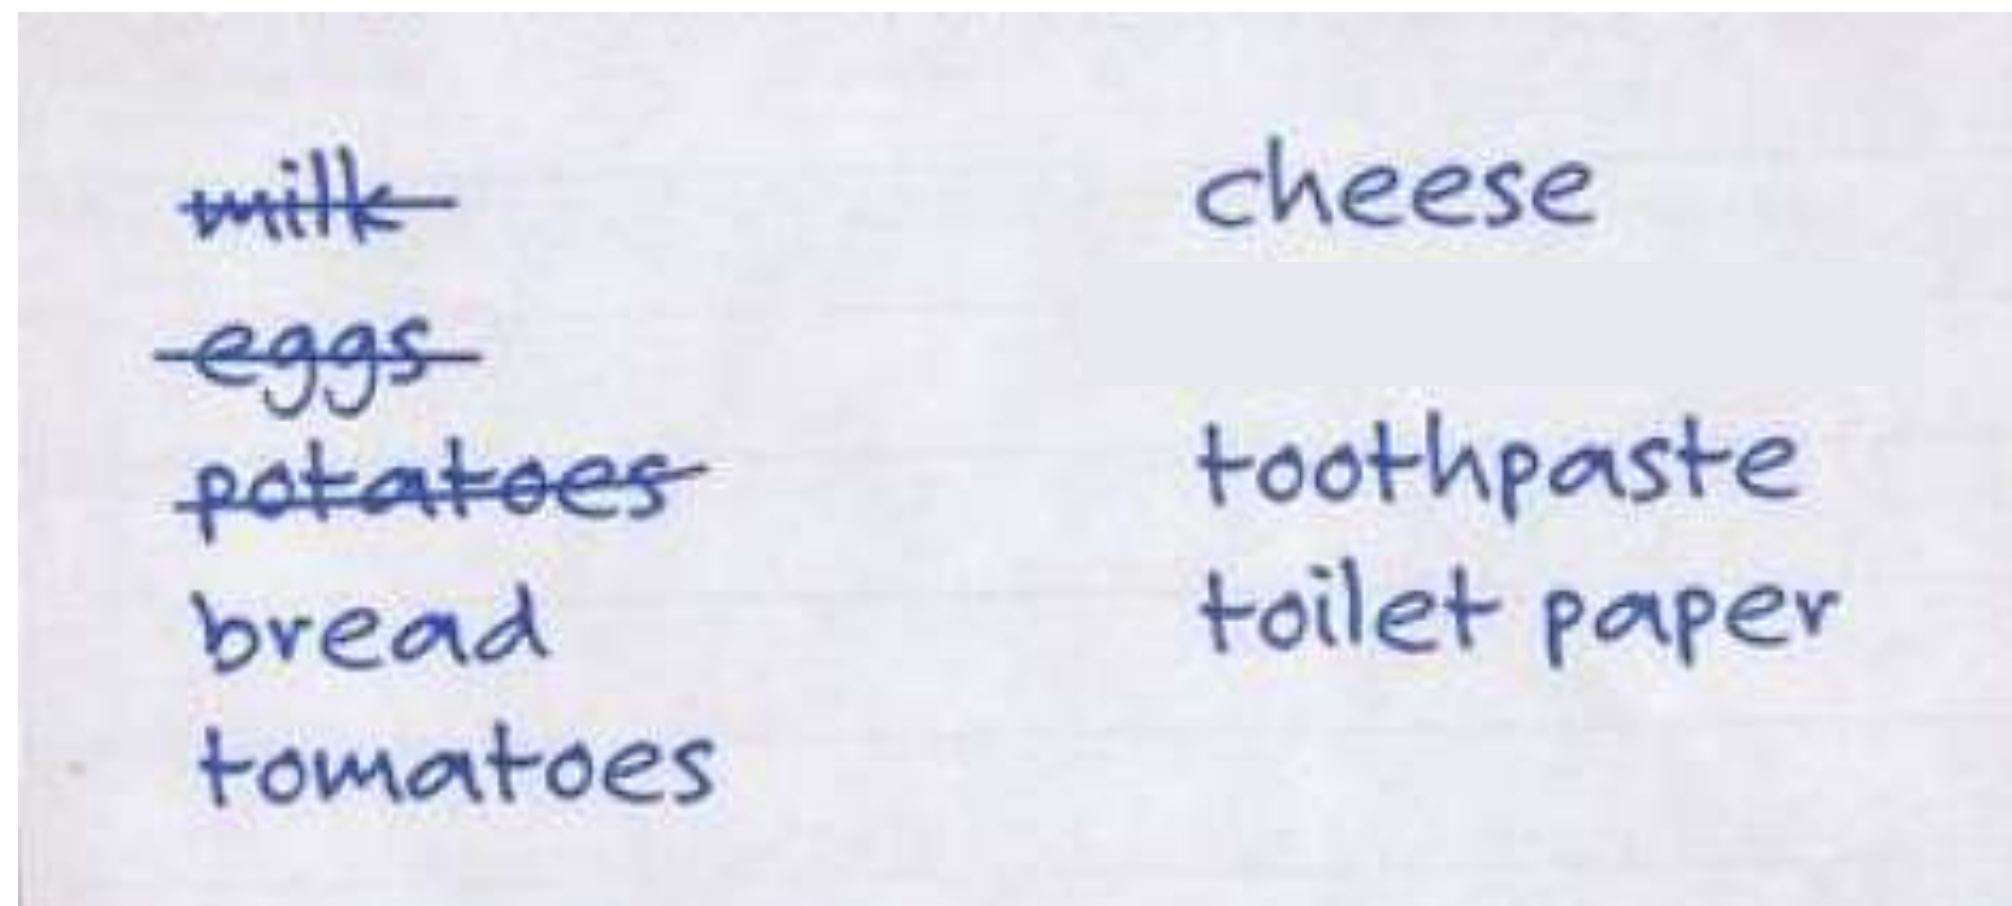 milk
eggs
potatoes
bread
tomatoes
cheese
toothpaste
toilet paper